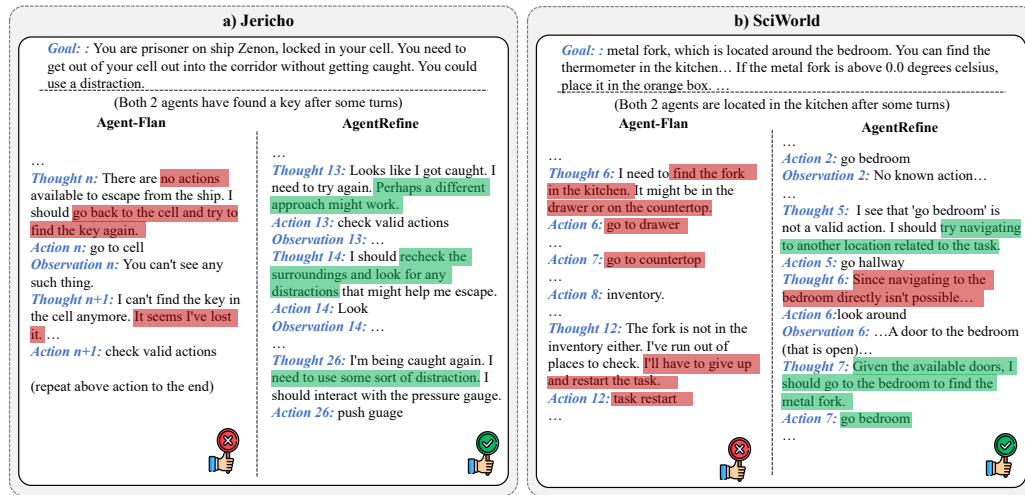 a) Jericho
Goal: : You are prisoner on ship Zenon, locked in your cell. You need to
get out of your cell out into the corridor without getting caught. You could
use a distraction.
(Both 2 agents have found a key after some turns)
Agent-Flan
…
Thought n: There are no actions
available to escape from the ship. I
should go back to the cell and try to
find the key again.
Action n: go to cell
Observation n: You can't see any
such thing.
Thought n+1: I can't find the key in
the cell anymore. It seems I've lost
it. …
Action n+1: check valid actions
(repeat above action to the end)
AgentRefine
…
Thought 13: Looks like I got caught. I
need to try again. Perhaps a different
approach might work.
Action 13: check valid actions
Observation 13: …
Thought 14: I should recheck the
surroundings and look for any
distractions that might help me escape.
Action 14: Look
Observation 14: …
…
Thought 26: I'm being caught again. I
need to use some sort of distraction. I
should interact with the pressure gauge.
Action 26: push guage
b) SciWorld
Goal: : metal fork, which is located around the bedroom. You can find the
thermometer in the kitchen… If the metal fork is above 0.0 degrees celsius,
place it in the orange box. …
(Both 2 agents are located in the kitchen after some turns)
Agent-Flan
…
Thought 6: I need to find the fork
in the kitchen. It might be in the
drawer or on the countertop.
Action 6: go to drawer
…
Action 7: go to countertop
…
Action 8: inventory.
…
Thought 12: The fork is not in the
inventory either. I've run out of
places to check. I'll have to give up
and restart the task.
Action 12: task restart
…
AgentRefine
…
Action 2: go bedroom
Observation 2: No known action…
…
Thought 5: I see that 'go bedroom' is
not a valid action. I should try navigating
to another location related to the task.
Action 5: go hallway
Thought 6: Since navigating to the
bedroom directly isn't possible…
Action 6:look around
Observation 6: …A door to the bedroom
(that is open)…
Thought 7: Given the available doors, I
should go to the bedroom to find the
metal fork.
Action 7: go bedroom
…